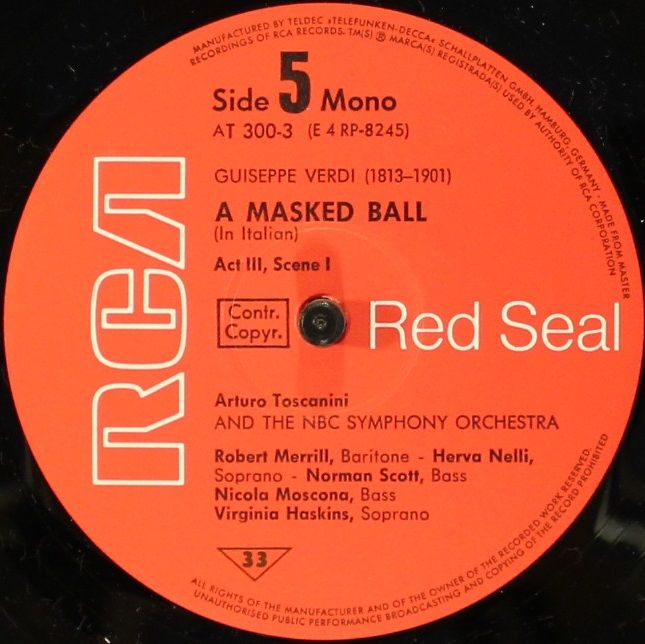 MANUFACTURED BY TELDEC »TELEFUNKEN-DECCA« SCHALLPLATTEN GMBH, HAMBURG, GERMANY · MADE FROM MASTER
RECORDINGS OF RCA RECORDS. TM(S) ® MARCA(S) REGISTRADA(S) USED BY AUTHORITY OF RCA CORPORATION
Side 5 Mono
AT 300-3 (E 4 RP-8245)
GUISEPPE VERDI (1813–1901)
A MASKED BALL
(In Italian)
Act III, Scene I
RCA
Contr.
Copyr.
Red Seal
Arturo Toscanini
AND THE NBC SYMPHONY ORCHESTRA
Robert Merrill, Baritone - Herva Nelli,
Soprano - Norman Scott, Bass
Nicola Moscona, Bass
Virginia Haskins, Soprano
33
ALL RIGHTS OF THE MANUFACTURER AND OF THE OWNER OF THE RECORDED WORK RESERVED.
UNAUTHORISED PUBLIC PERFORMANCE BROADCASTING AND COPYING OF THE RECORD PROHIBITED